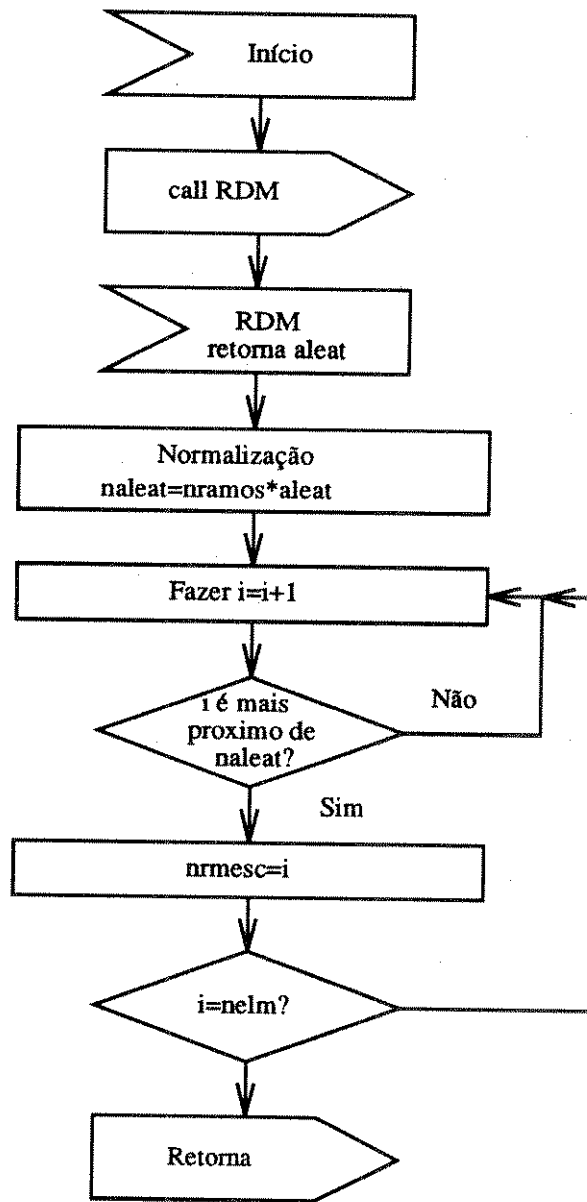 Início
call RDM
RDM
retorna aleat
Normalização
naleat=nramos*aleat
Fazer i=i+1
i é mais
proximo de
naleat?
Não
Sim
nrmesc=i
i=nelm?
Retorna